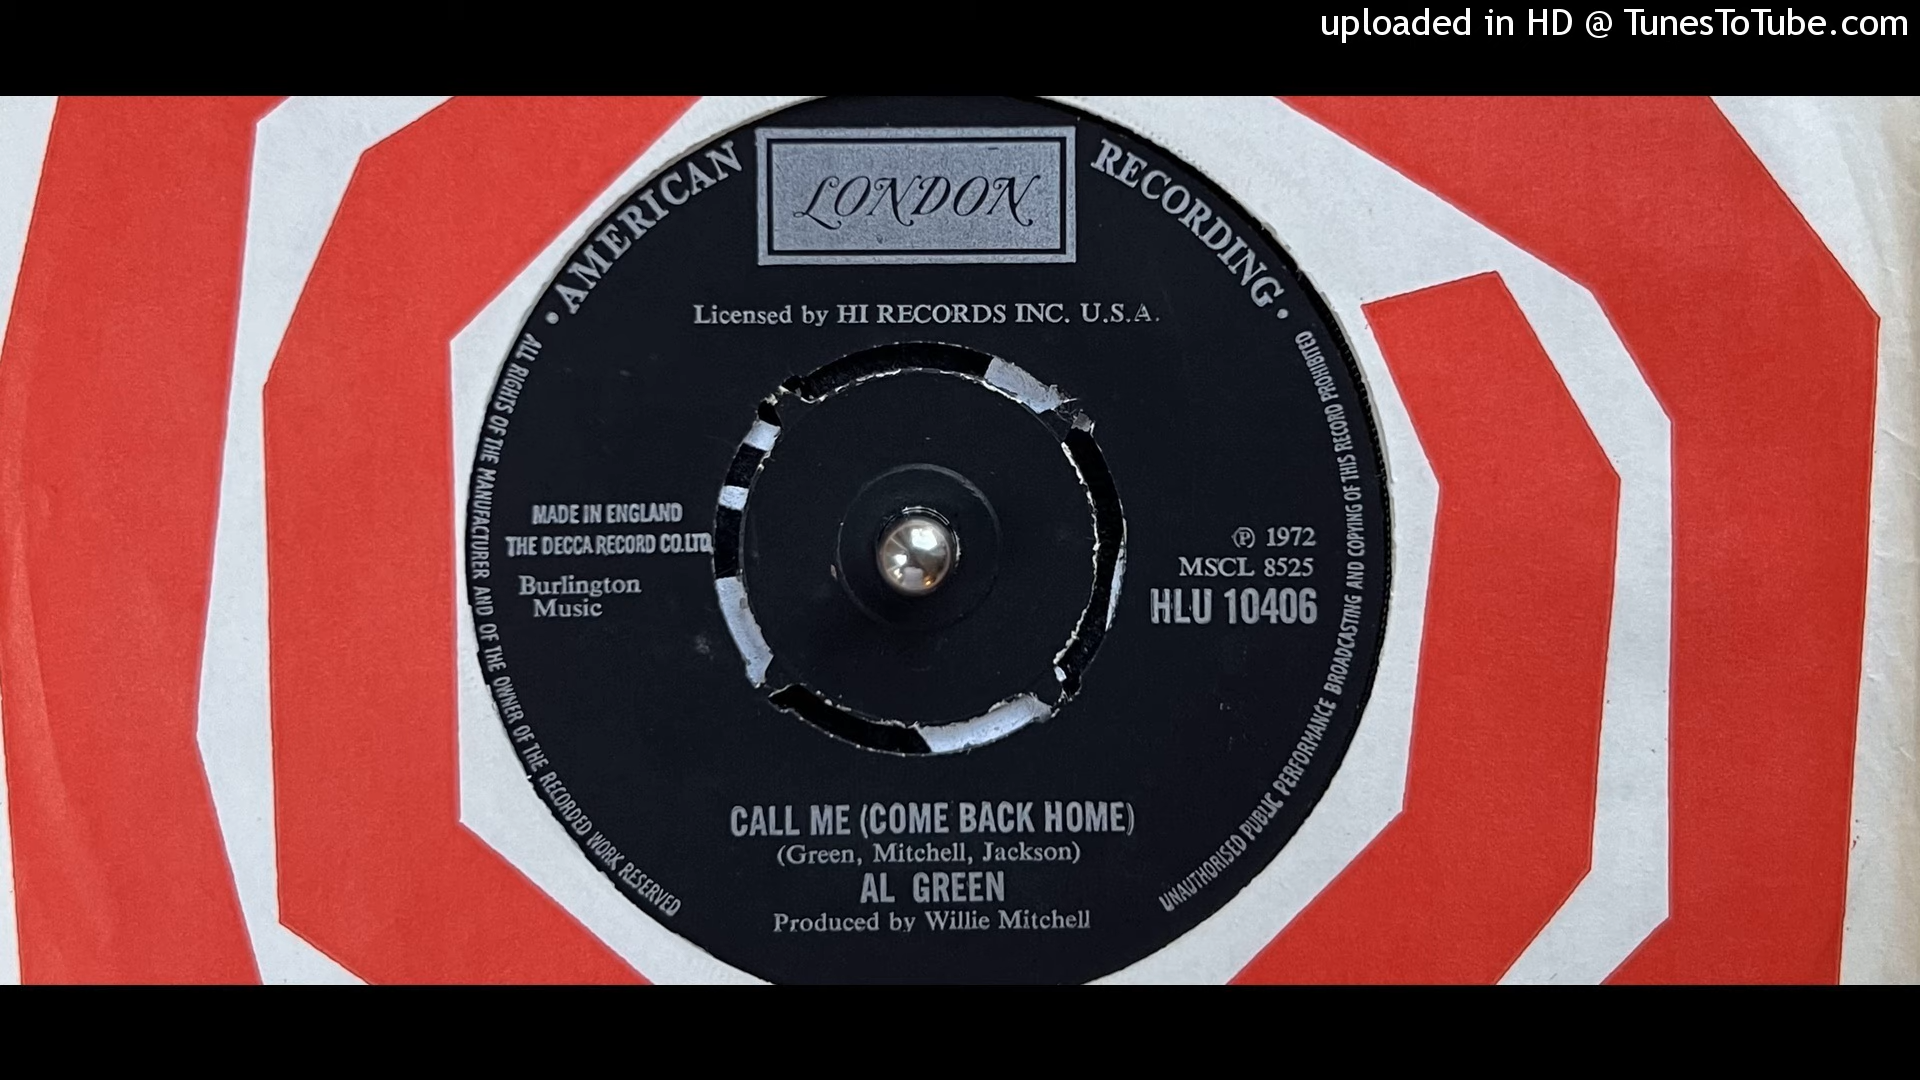 uploaded in HD @ TunesToTube.com
• AMERICAN RECORDING •
LONDON
Licensed by HI RECORDS INC. U.S.A.
MADE IN ENGLAND
THE DECCA RECORD CO.LTD.
Burlington
Music
℗ 1972
MSCL 8525
HLU 10406
CALL ME (COME BACK HOME)
(Green, Mitchell, Jackson)
AL GREEN
Produced by Willie Mitchell
ALL RIGHTS OF THE MANUFACTURER AND OF THE OWNER OF THE RECORDED WORK RESERVED
UNAUTHORISED PUBLIC PERFORMANCE BROADCASTING AND COPYING OF THIS RECORD PROHIBITED